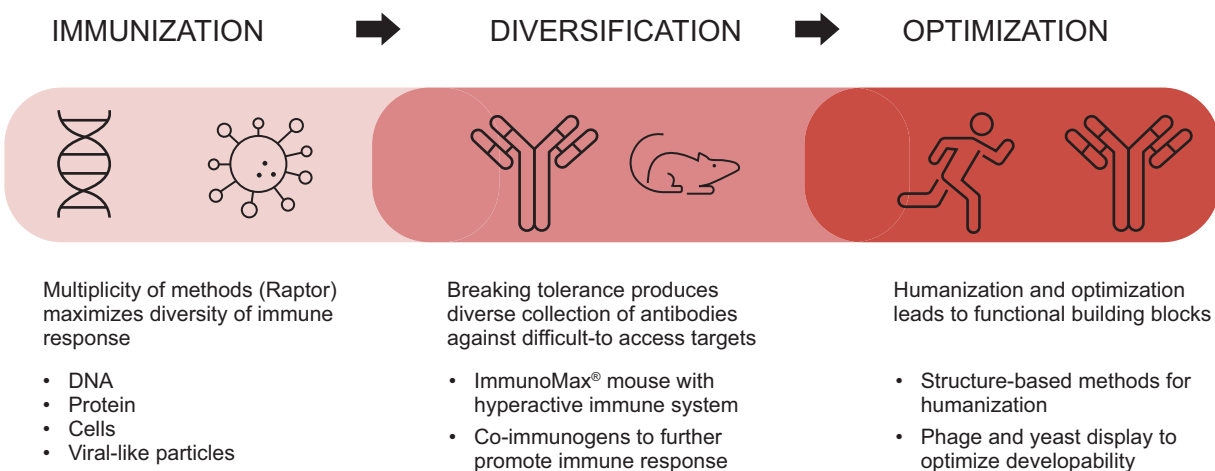 IMMUNIZATION
DIVERSIFICATION
OPTIMIZATION
Multiplicity of methods (Raptor)
maximizes diversity of immune
response
• DNA
• Protein
• Cells
• Viral-like particles
Breaking tolerance produces
diverse collection of antibodies
against difficult-to access targets
• ImmunoMax® mouse with
hyperactive immune system
• Co-immunogens to further
promote immune response
Humanization and optimization
leads to functional building blocks
• Structure-based methods for
humanization
• Phage and yeast display to
optimize developability